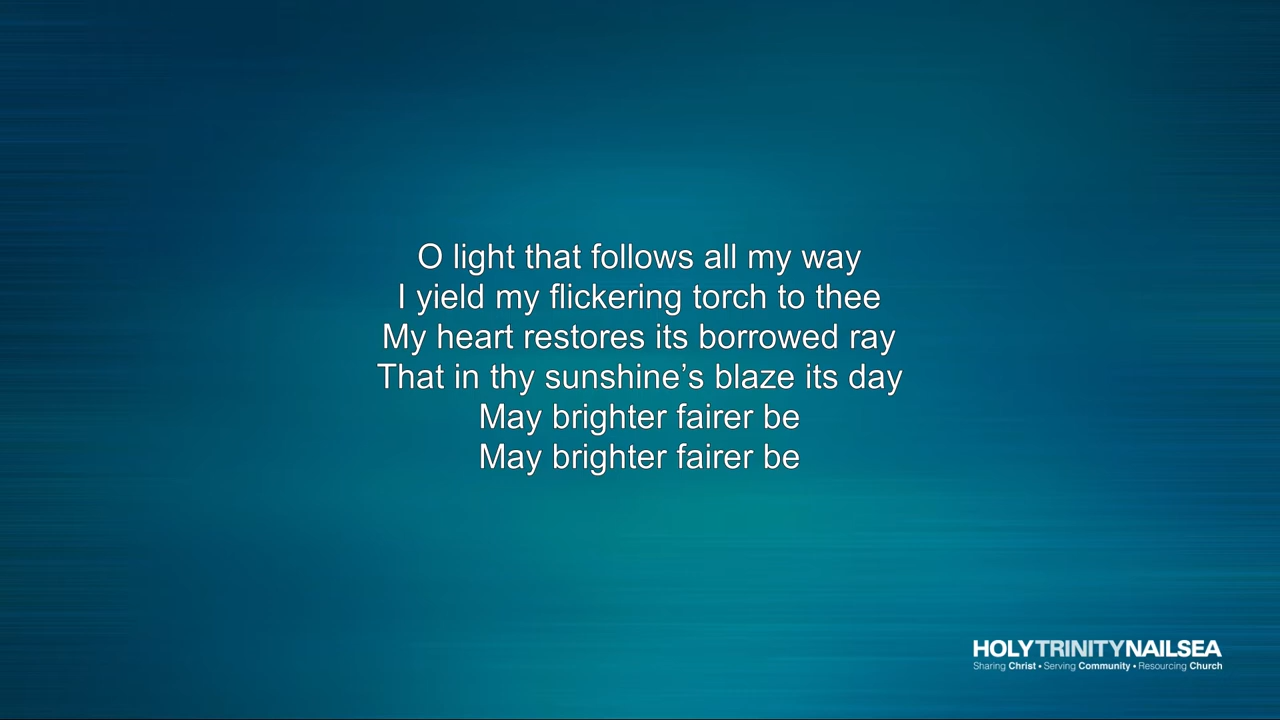 O light that follows all my way
I yield my flickering torch to thee
My heart restores its borrowed ray
That in thy sunshine’s blaze its day
May brighter fairer be
May brighter fairer be
HOLYTRINITYNAILSEA
Sharing Christ • Serving Community • Resourcing Church